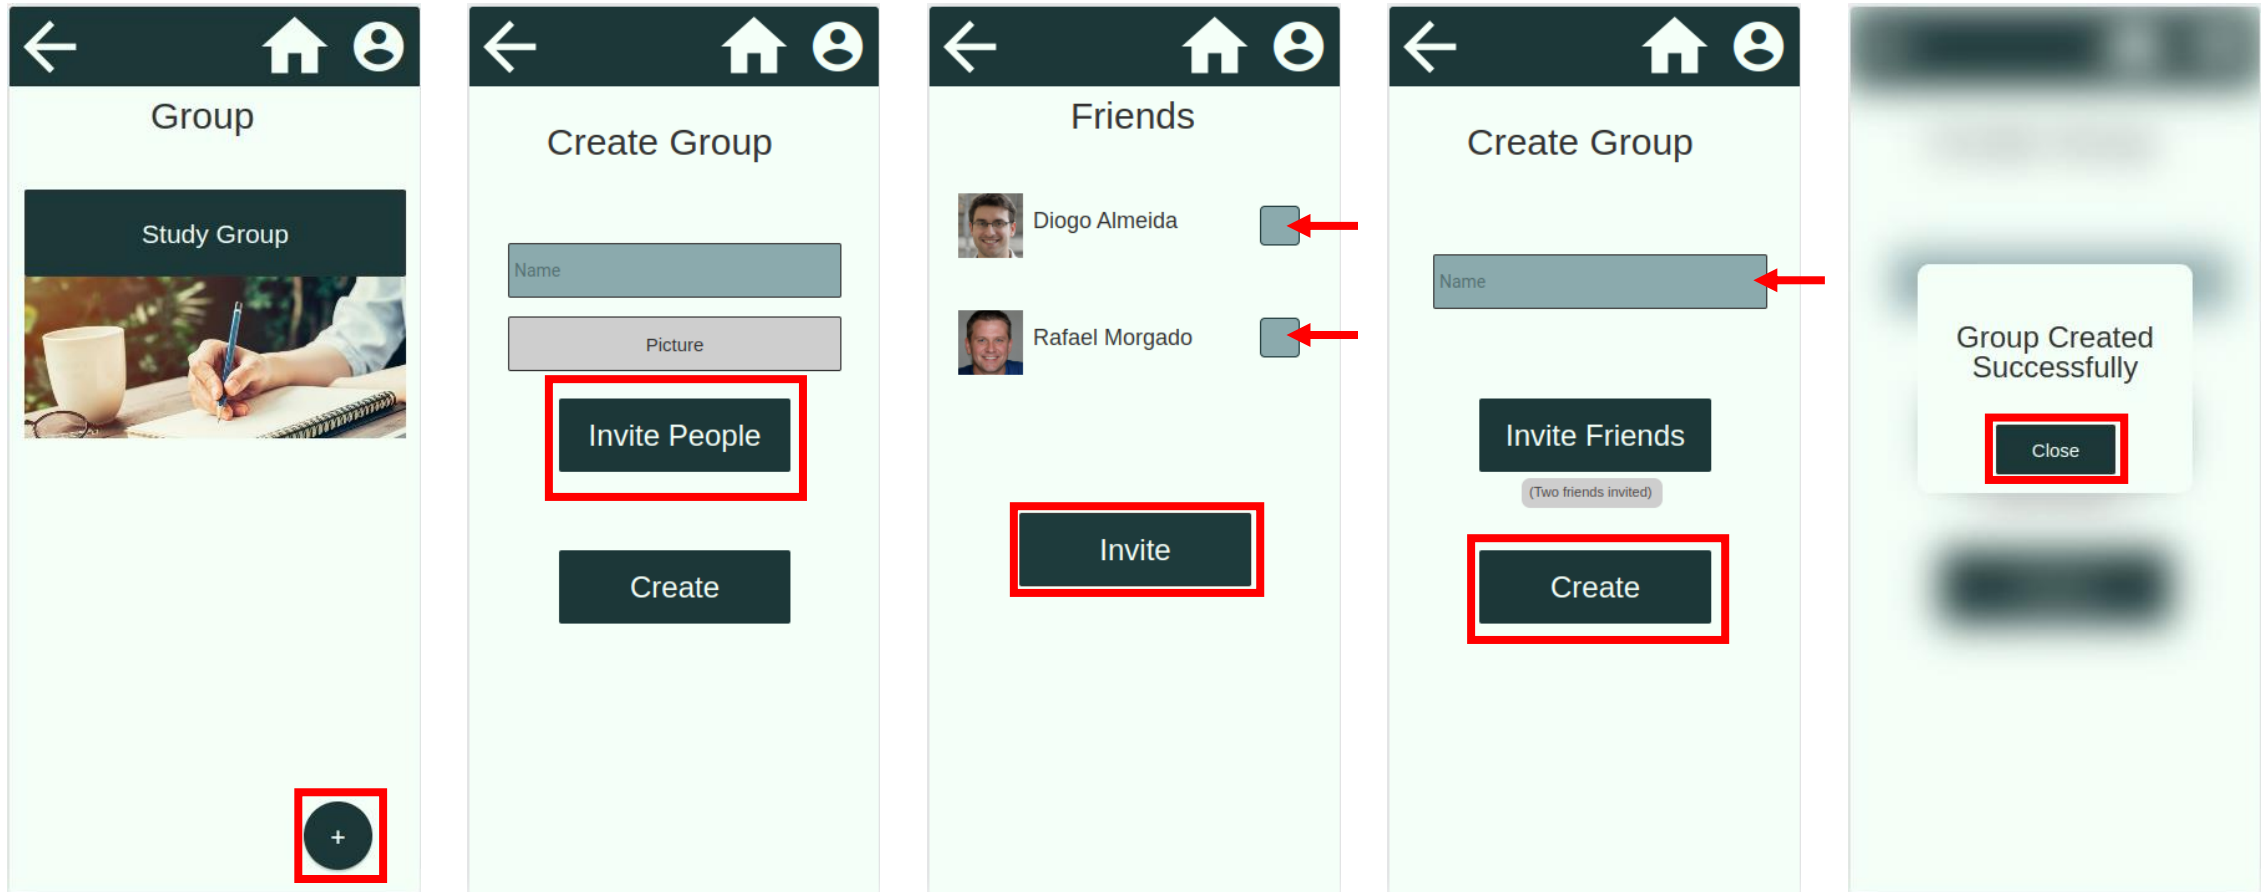 Group
Study Group
+
Create Group
Name
Picture
Invite People
Create
Friends
Diogo Almeida
Rafael Morgado
Invite
Create Group
Name
Invite Friends
(Two friends invited)
Create
Group Created
Successfully
Close